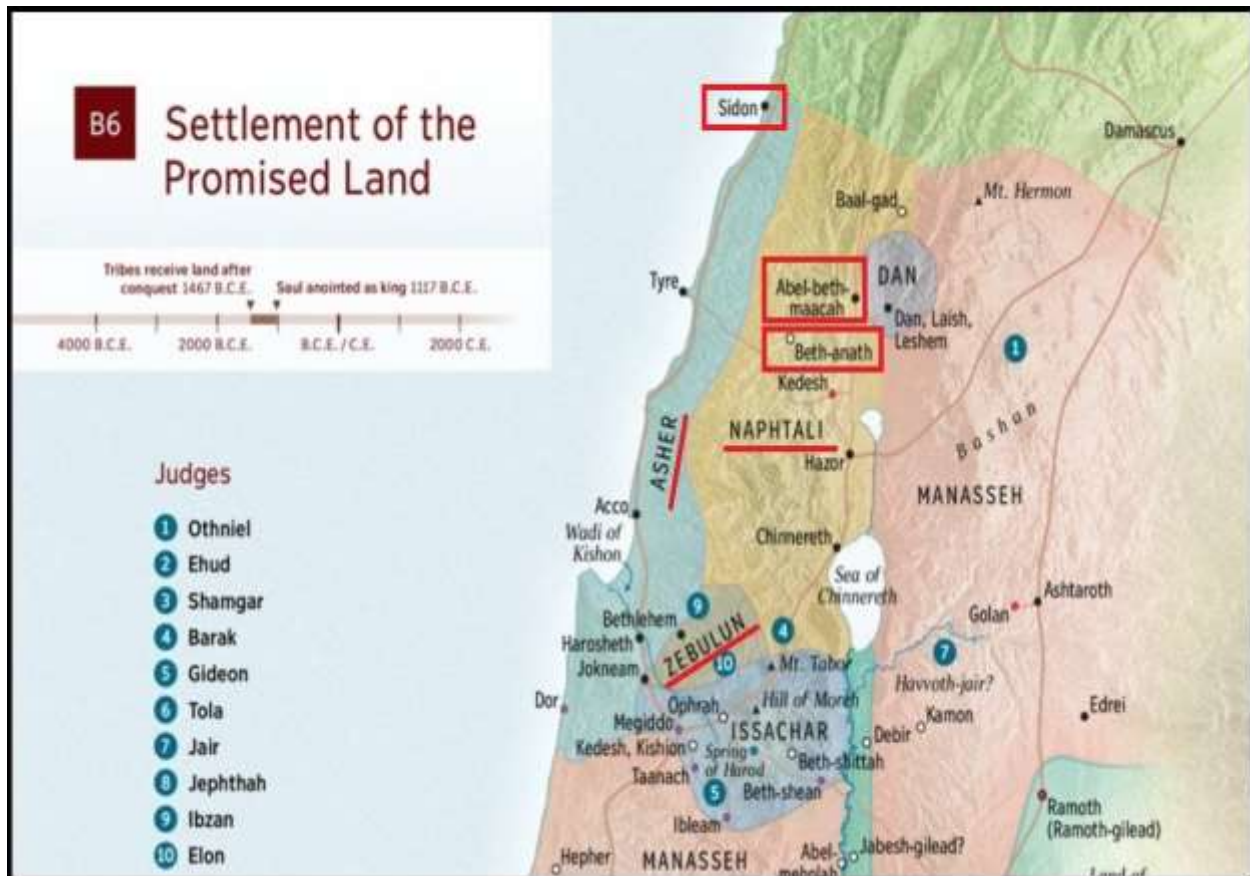 B6
Settlement of the
Promised Land
Tribes receive land after
conquest 1467 B.C.E.
Saul anointed as king 1117 B.C.E.
4000 B.C.E.
2000 B.C.E.
B.C.E. / C.E.
2000 C.E.
Judges
1 Othniel
2 Ehud
3 Shamgar
4 Barak
5 Gideon
6 Tola
7 Jair
8 Jephthah
9 Ibzan
10 Elon
Sidon
Damascus
Mt. Hermon
Baal-gad
Tyre
Abel-beth-
maacah
DAN
Dan, Laish,
Leshem
Beth-anath
1
Kedesh
ASHER
NAPHTALI
Bashan
Hazor
MANASSEH
Acco
Wadi of
Kishon
Chinnereth
Sea of
Chinnereth
Ashtaroth
Golan
9
Bethlehem
ZEBULUN
4
Harosheth
10
Mt. Tabor
7
Jokneam
Havvoth-jair?
Dor
Ophrah
Hill of Moreh
Kamon
Edrei
Megiddo
ISSACHAR
Debir
Kedesh, Kishion
Spring
of Harod
Beth-shittah
Taanach
5
Beth-shean
Ramoth
(Ramoth-gilead)
Ibleam
Hepher
MANASSEH
Abel-
meholah
Jabesh-gilead?
Land of